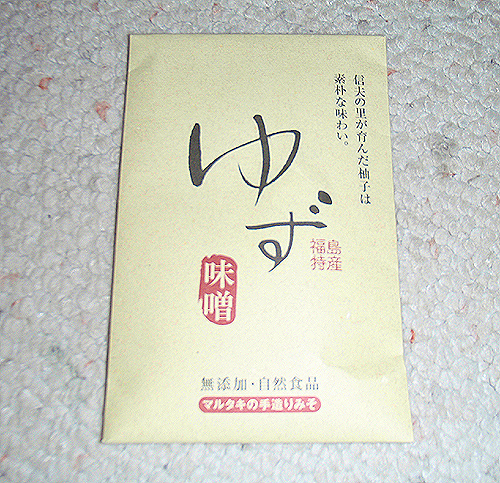 信夫の里が育んだ柚子は
素朴な味わい。
ゆず
味噌
福島
特産
無添加・自然食品
マルタキの手造りみそ